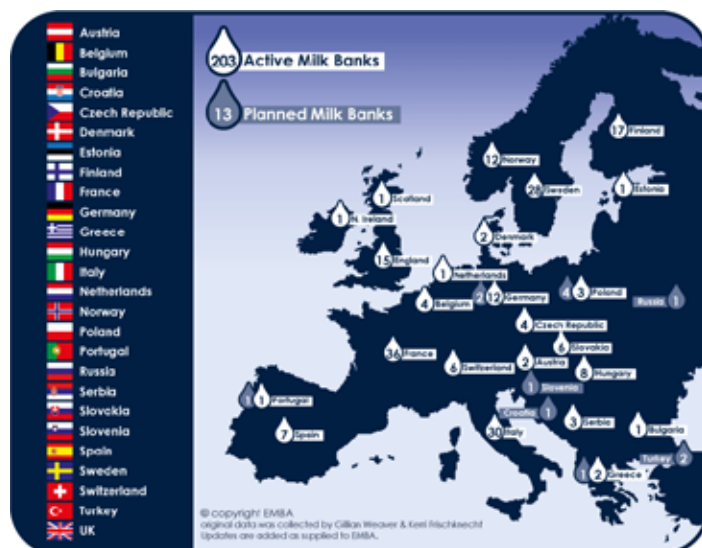 Austria
Belgium
Bulgaria
Croatia
Czech Republic
Denmark
Estonia
Finland
France
Germany
Greece
Hungary
Italy
Netherlands
Norway
Poland
Portugal
Russia
Serbia
Slovakia
Slovenia
Spain
Sweden
Switzerland
Turkey
UK
203 Active Milk Banks
13 Planned Milk Banks
17 Finland
12 Norway
28 Sweden
1 Estonia
1 Scotland
1 N. Ireland
2 Denmark
15 England
1 Netherlands
4 Belgium
2 12 Germany
4 3 Poland
Russia 1
4 Czech Republic
6 Slovakia
36 France
6 Switzerland
2 Austria
8 Hungary
1 Slovenia
Croatia 1
1 1 Portugal
7 Spain
30 Italy
3 Serbia
1 Bulgaria
Turkey 2
1 2 Greece
© copyright EMBA
original data was collected by Gillian Weaver & Kerri Frischknecht
Updates are added as supplied to EMBA.